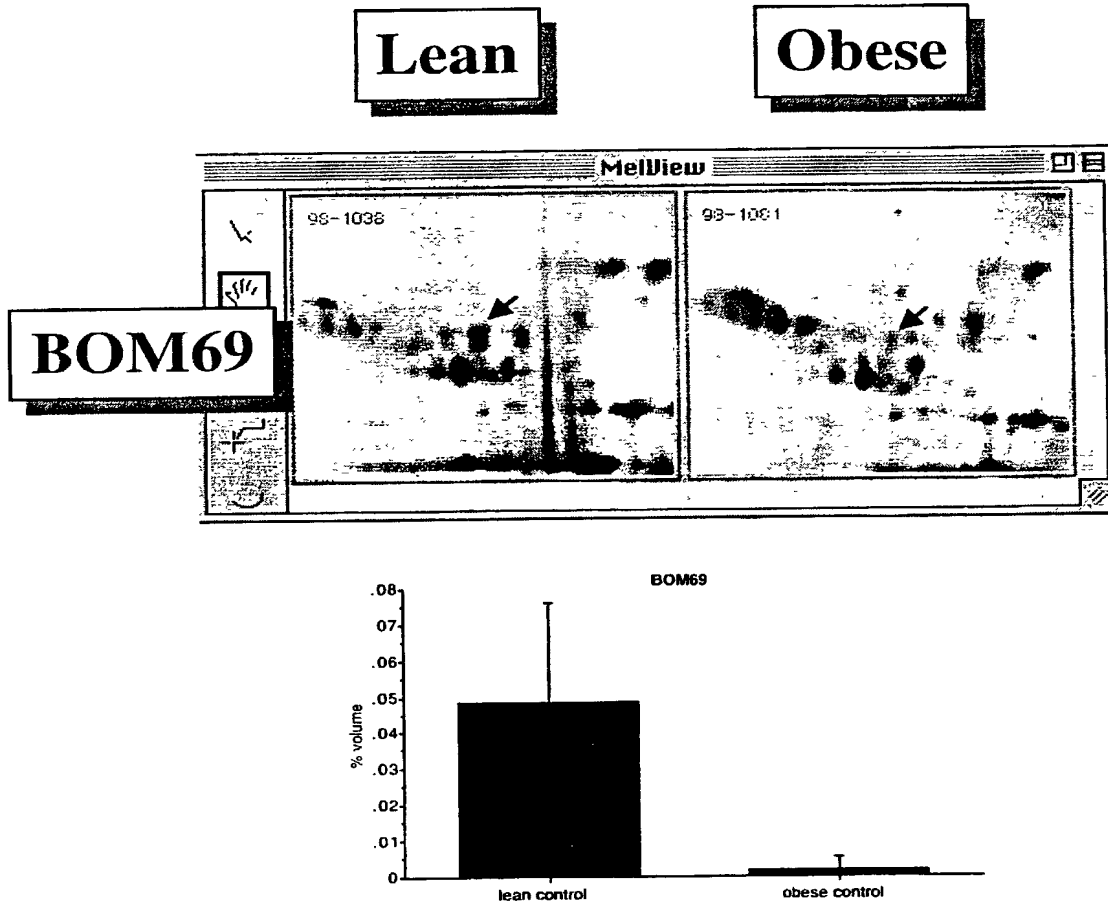 Lean
Obese
MelView
98-1038
98-1081
BOM69
BOM69
.08
.07
.06
.05
.04
.03
.02
.01
0
% volume
lean control
obese control